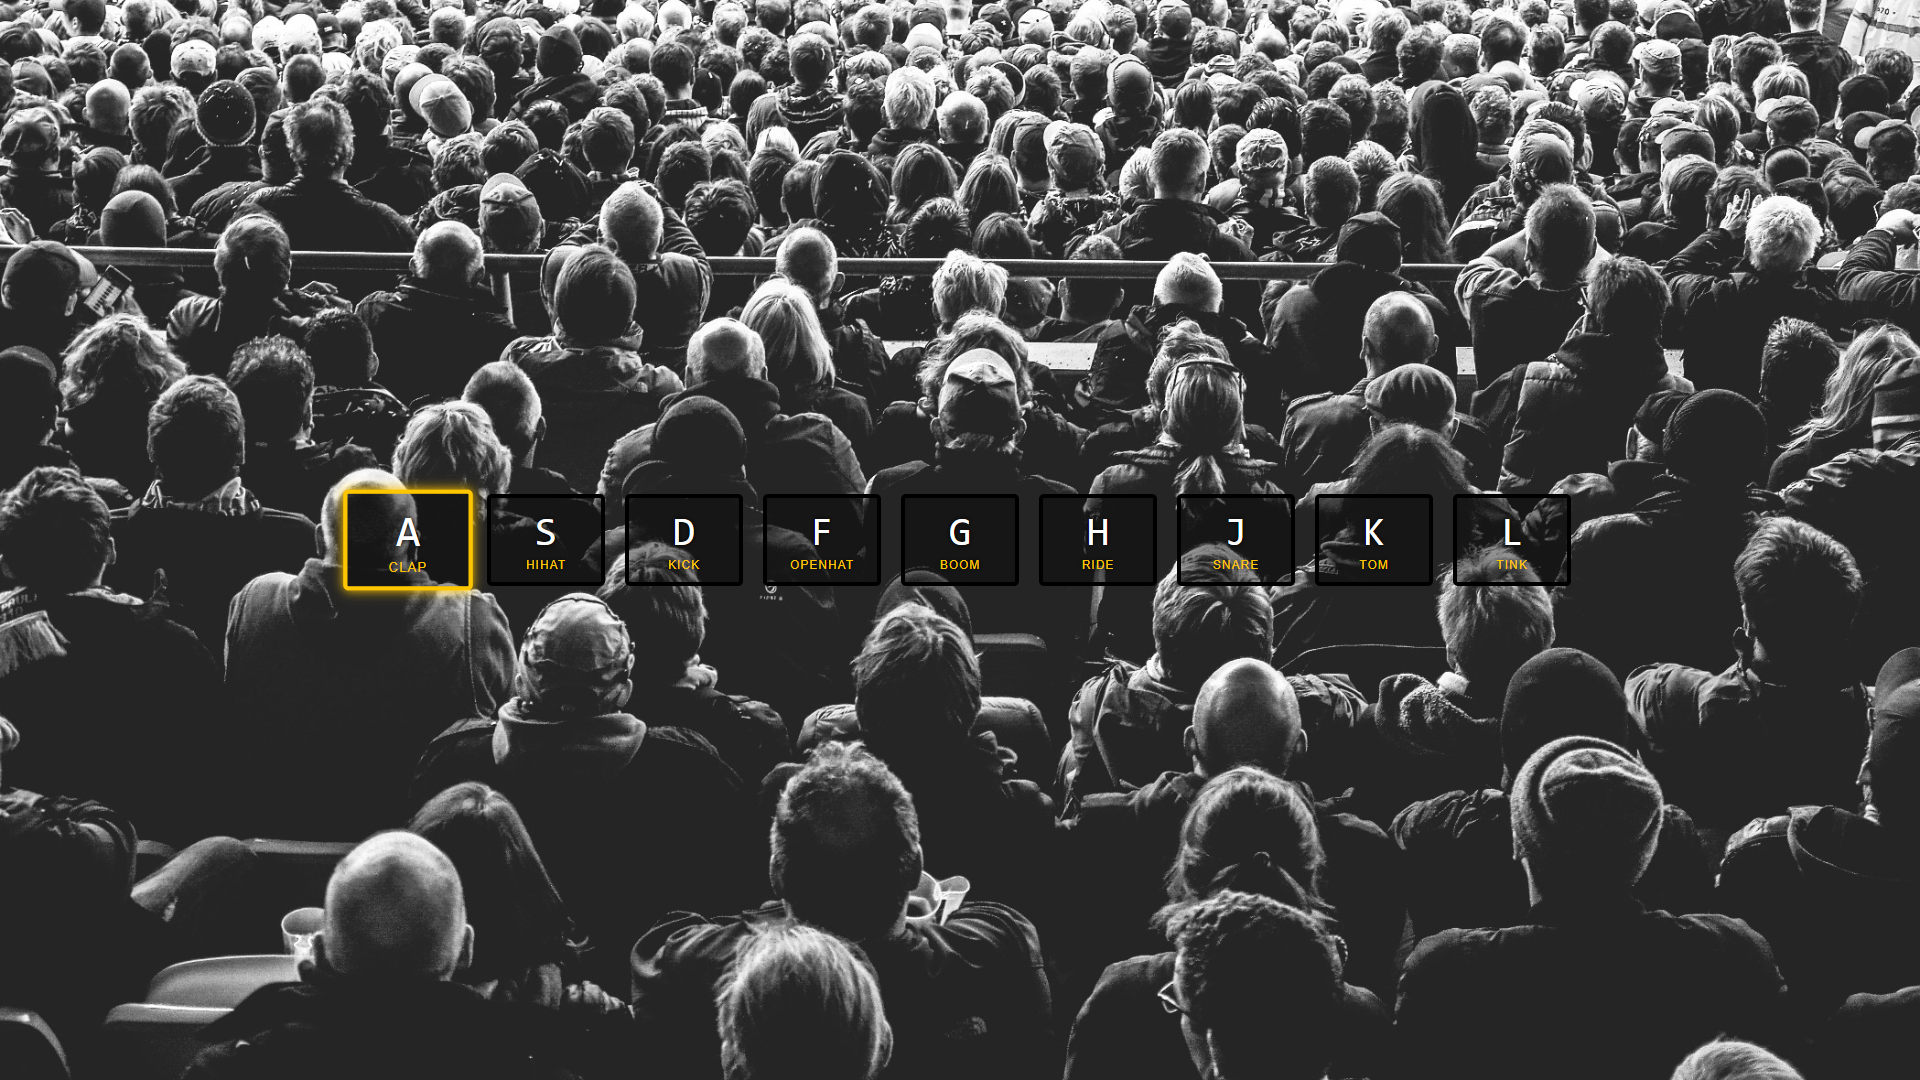 A
CLAP
S
HIHAT
D
KICK
F
OPENHAT
G
BOOM
H
RIDE
J
SNARE
K
TOM
L
TINK